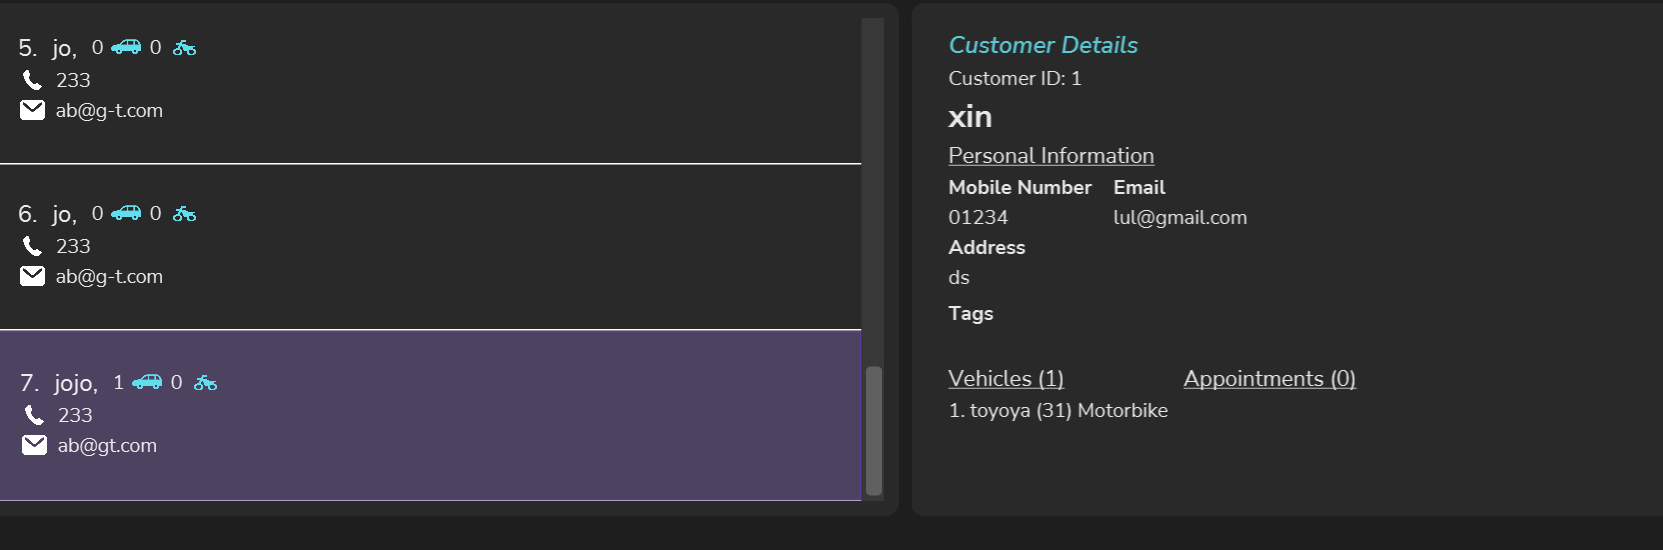 5. jo, 0 0
233
ab@g-t.com
6. jo, 0 0
233
ab@g-t.com
7. jojo, 1 0
233
ab@gt.com
Customer Details
Customer ID: 1
xin
Personal Information
Mobile Number Email
01234 lul@gmail.com
Address
ds
Tags
Vehicles (1) Appointments (0)
1. toyoya (31) Motorbike